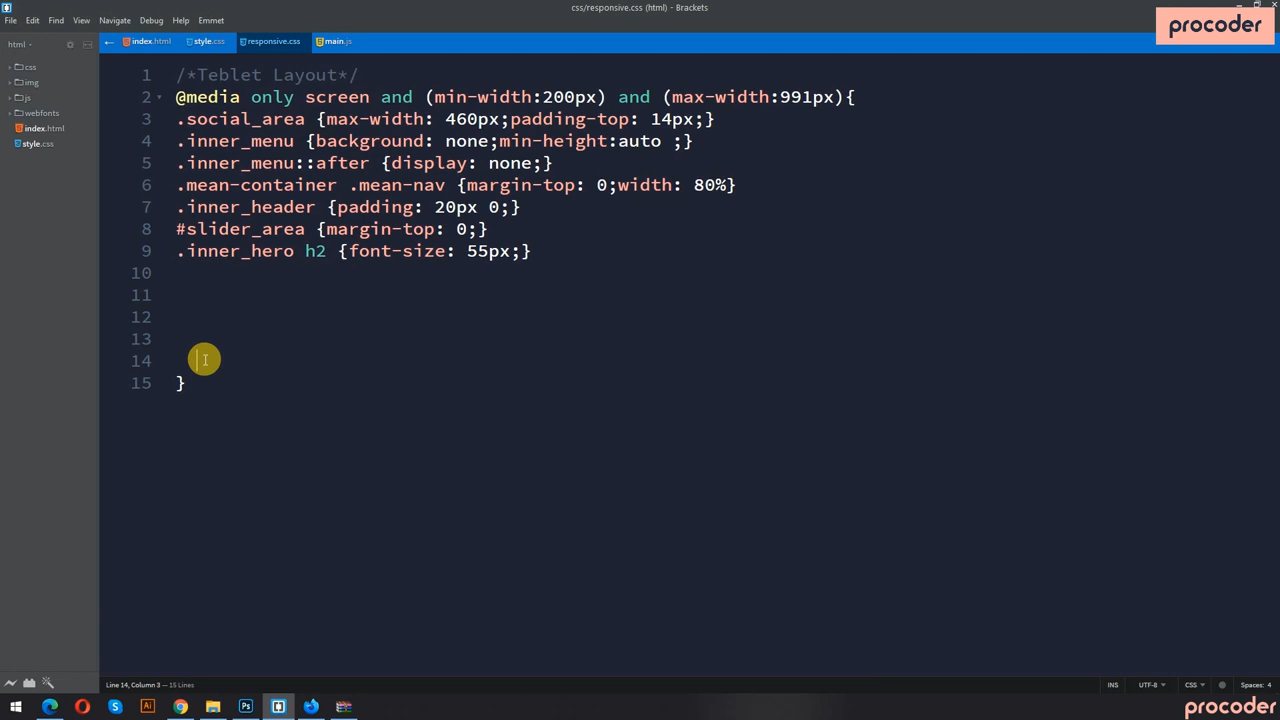 css/responsive.css (html) - Brackets
File Edit Find View Navigate Debug Help Emmet
procoder
html
index.html style.css responsive.css main.js
css
img
js
webfonts
index.html
style.css
1 /*Teblet Layout*/
2 @media only screen and (min-width:200px) and (max-width:991px){
3 .social_area {max-width: 460px;padding-top: 14px;}
4 .inner_menu {background: none;min-height:auto ;}
5 .inner_menu::after {display: none;}
6 .mean-container .mean-nav {margin-top: 0;width: 80%}
7 .inner_header {padding: 20px 0;}
8 #slider_area {margin-top: 0;}
9 .inner_hero h2 {font-size: 55px;}
10
11
12
13
14
15 }
Line 14, Column 3 — 15 Lines
INS UTF-8 CSS Spaces: 4
Ai Ps
procoder